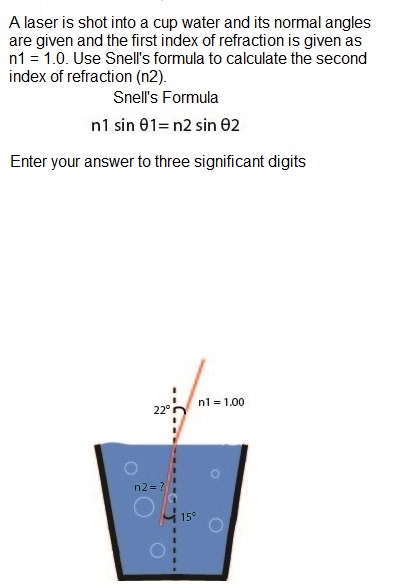 A laser is shot into a cup water and its normal angles
are given and the first index of refraction is given as
n1 = 1.0. Use Snell's formula to calculate the second
index of refraction (n2).
Snell's Formula
n1 sin θ1= n2 sin θ2
Enter your answer to three significant digits
22°
n1 = 1.00
n2 = ?
15°